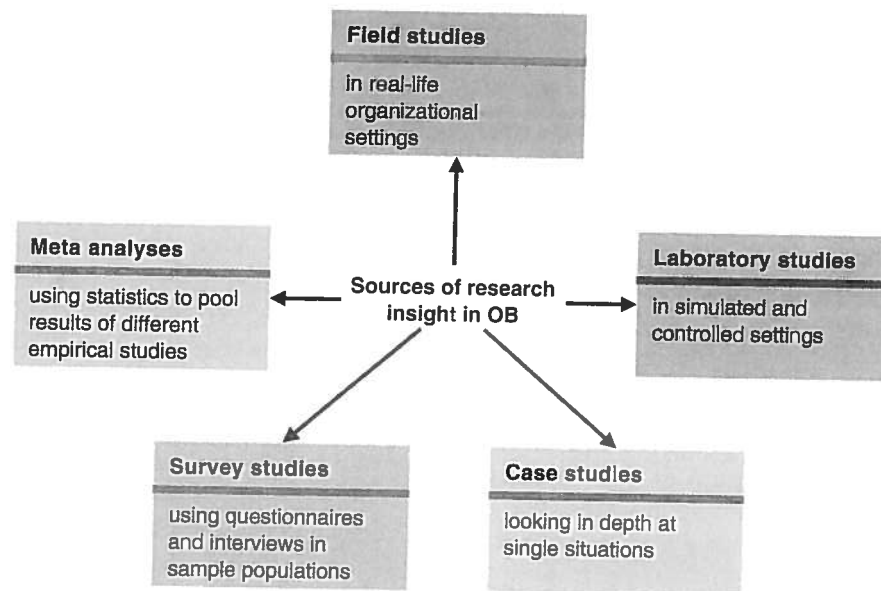 Field studies
in real-life
organizational
settings
Meta analyses
using statistics to pool
results of different
empirical studies
Sources of research
insight in OB
Laboratory studies
in simulated and
controlled settings
Survey studies
using questionnaires
and interviews in
sample populations
Case studies
looking in depth at
single situations